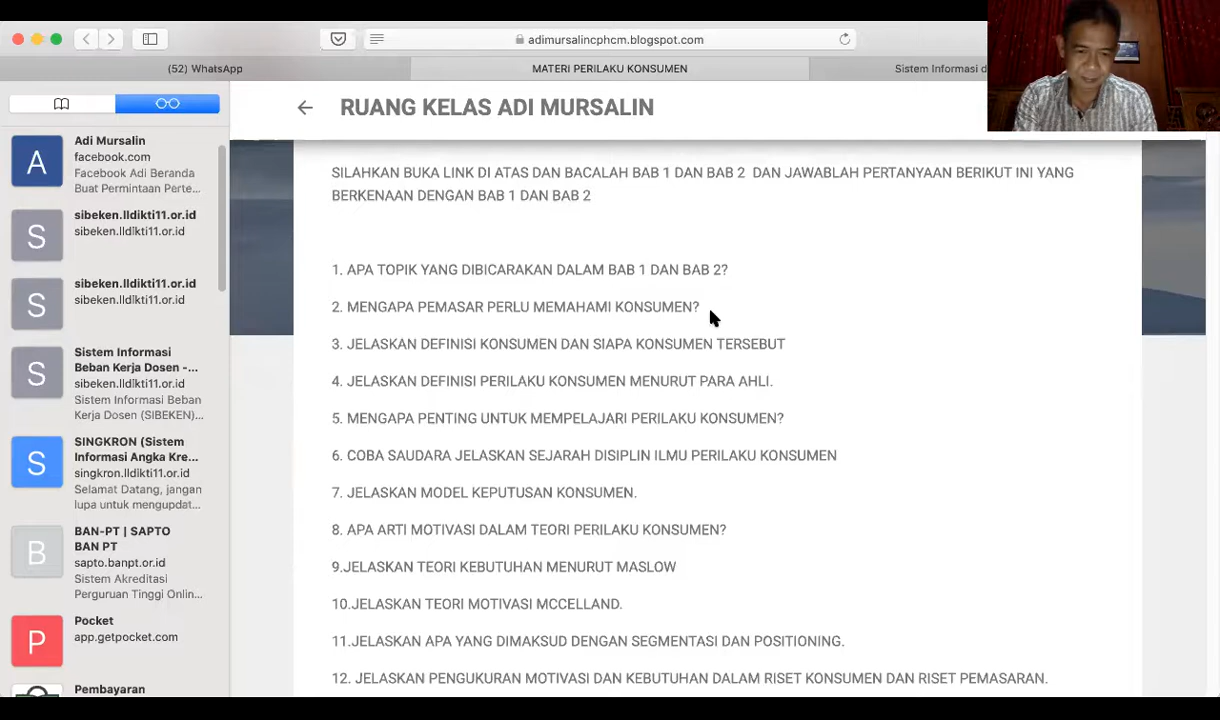 adimursalincphcm.blogspot.com
(52) WhatsApp
MATERI PERILAKU KONSUMEN
Sistem Informasi d
RUANG KELAS ADI MURSALIN
Adi Mursalin
facebook.com
Facebook Adi Beranda
Buat Permintaan Perte...
sibeken.lldikti11.or.id
sibeken.lldikti11.or.id
sibeken.lldikti11.or.id
sibeken.lldikti11.or.id
Sistem Informasi
Beban Kerja Dosen -...
sibeken.lldikti11.or.id
Sistem Informasi Beban
Kerja Dosen (SIBEKEN)...
SINGKRON (Sistem
Informasi Angka Kre...
singkron.lldikti11.or.id
Selamat Datang, jangan
lupa untuk mengupdat...
BAN-PT | SAPTO
BAN PT
sapto.banpt.or.id
Sistem Akreditasi
Perguruan Tinggi Onlin...
Pocket
app.getpocket.com
Pembayaran
A
S
S
S
S
B
P
SILAHKAN BUKA LINK DI ATAS DAN BACALAH BAB 1 DAN BAB 2 DAN JAWABLAH PERTANYAAN BERIKUT INI YANG
BERKENAAN DENGAN BAB 1 DAN BAB 2
1. APA TOPIK YANG DIBICARAKAN DALAM BAB 1 DAN BAB 2?
2. MENGAPA PEMASAR PERLU MEMAHAMI KONSUMEN?
3. JELASKAN DEFINISI KONSUMEN DAN SIAPA KONSUMEN TERSEBUT
4. JELASKAN DEFINISI PERILAKU KONSUMEN MENURUT PARA AHLI.
5. MENGAPA PENTING UNTUK MEMPELAJARI PERILAKU KONSUMEN?
6. COBA SAUDARA JELASKAN SEJARAH DISIPLIN ILMU PERILAKU KONSUMEN
7. JELASKAN MODEL KEPUTUSAN KONSUMEN.
8. APA ARTI MOTIVASI DALAM TEORI PERILAKU KONSUMEN?
9.JELASKAN TEORI KEBUTUHAN MENURUT MASLOW
10.JELASKAN TEORI MOTIVASI MCCELLAND.
11.JELASKAN APA YANG DIMAKSUD DENGAN SEGMENTASI DAN POSITIONING.
12. JELASKAN PENGUKURAN MOTIVASI DAN KEBUTUHAN DALAM RISET KONSUMEN DAN RISET PEMASARAN.